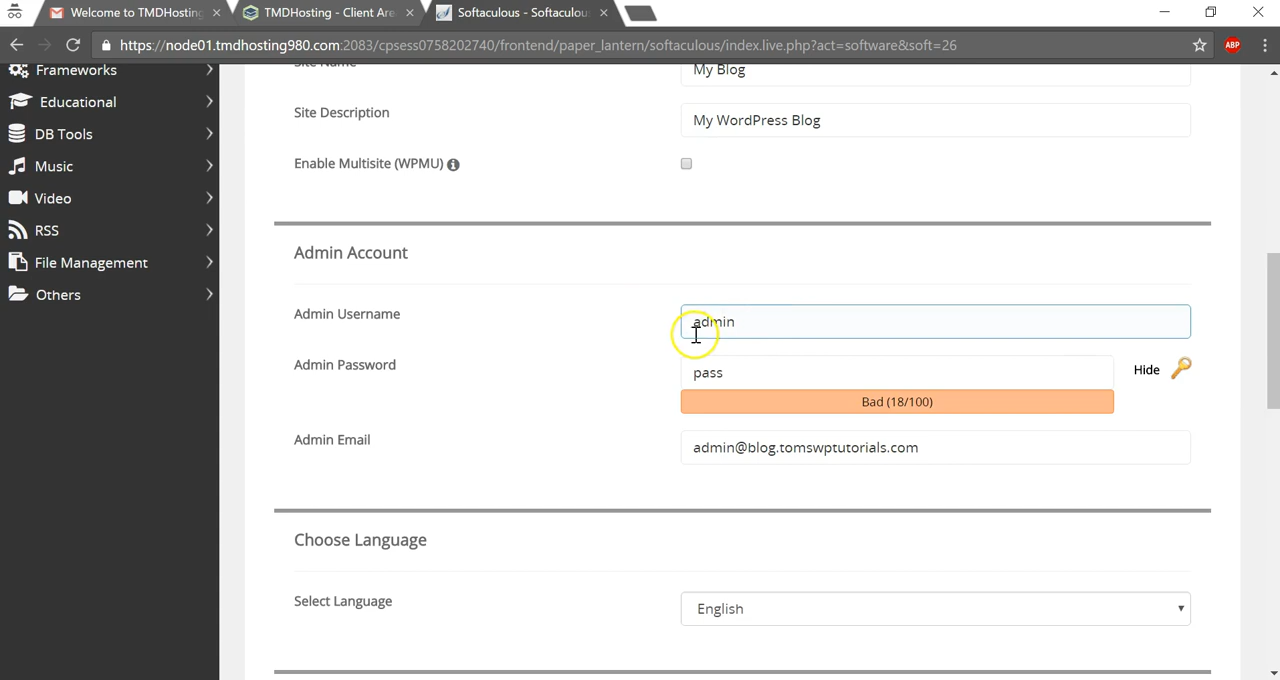 Welcome to TMDHosting
TMDHosting - Client Are
Softaculous - Softaculou
https://node01.tmdhosting980.com:2083/cpsess0758202740/frontend/paper_lantern/softaculous/index.live.php?act=software&soft=26
ABP
Frameworks
Educational
DB Tools
Music
Video
RSS
File Management
Others
Site Name
My Blog
Site Description
My WordPress Blog
Enable Multisite (WPMU)
Admin Account
Admin Username
admin
Admin Password
pass
Hide
Bad (18/100)
Admin Email
admin@blog.tomswptutorials.com
Choose Language
Select Language
English